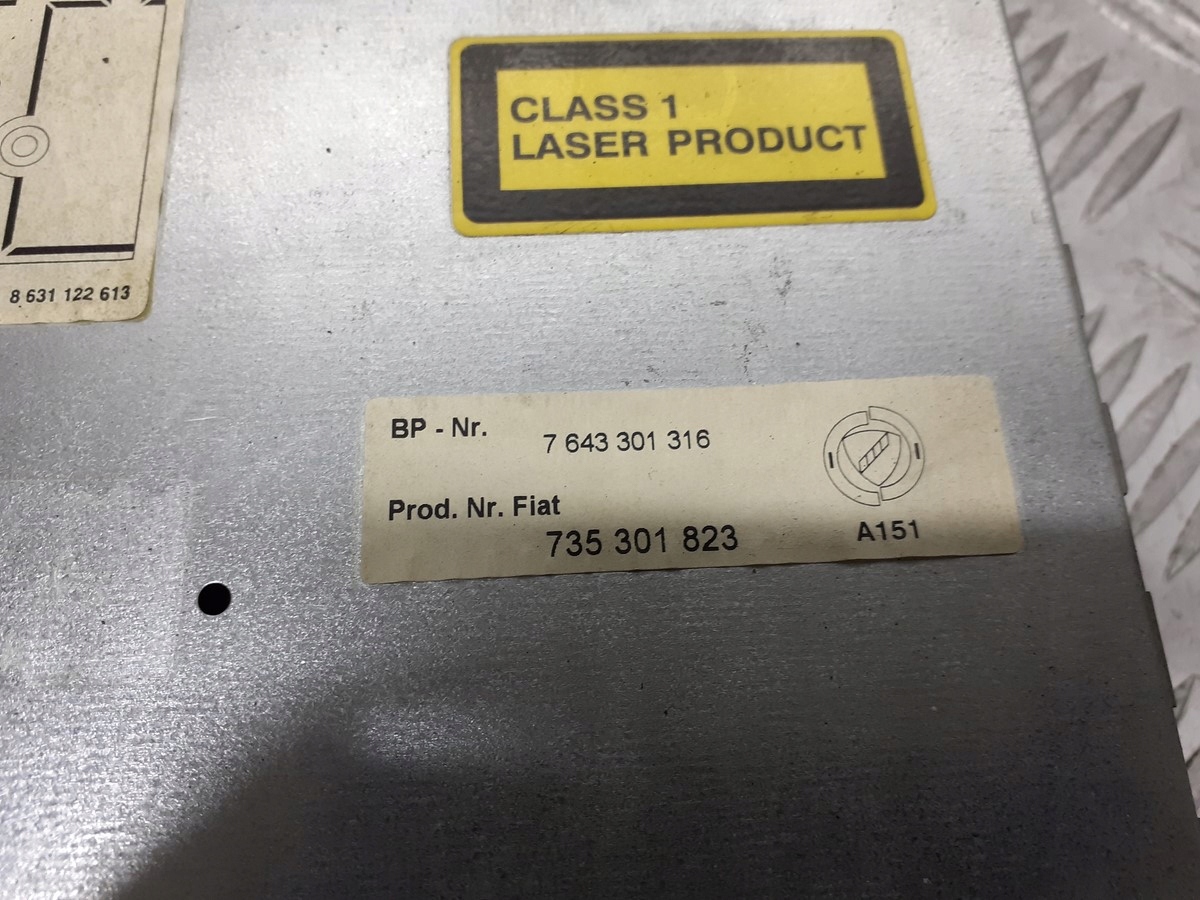 CLASS 1
LASER PRODUCT
8 631 122 613
BP - Nr. 7 643 301 316
Prod. Nr. Fiat
735 301 823
A151